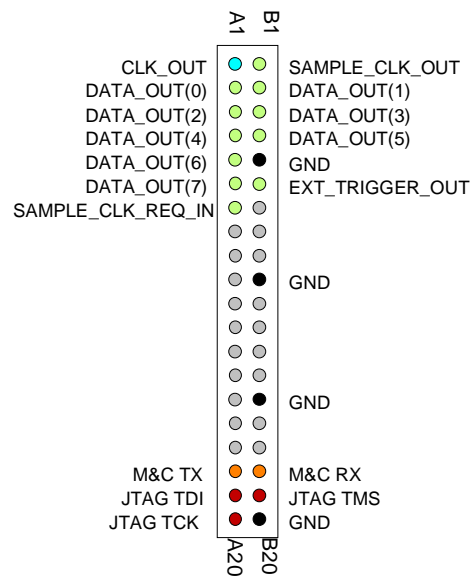 A1 B1
CLK_OUT SAMPLE_CLK_OUT
DATA_OUT(0) DATA_OUT(1)
DATA_OUT(2) DATA_OUT(3)
DATA_OUT(4) DATA_OUT(5)
DATA_OUT(6) GND
DATA_OUT(7) EXT_TRIGGER_OUT
SAMPLE_CLK_REQ_IN
GND
GND
M&C TX M&C RX
JTAG TDI JTAG TMS
JTAG TCK GND
A20 B20